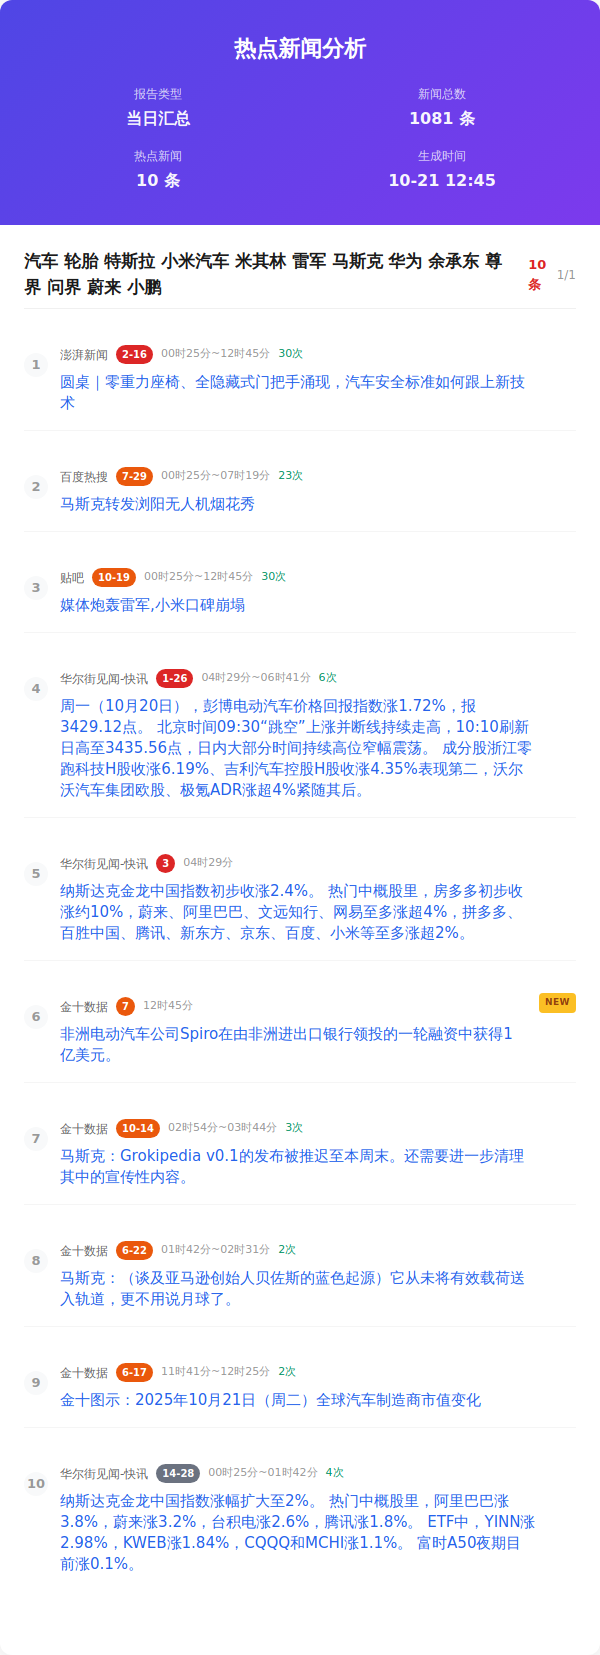 热点新闻分析
报告类型
新闻总数
当日汇总
1081 条
热点新闻
生成时间
10 条
10-21 12:45
汽车 轮胎 特斯拉 小米汽车 米其林 雷军 马斯克 华为 余承东 尊
界 问界 蔚来 小鹏
10
条
1/1
1
澎湃新闻 2-16 00时25分~12时45分 30次
圆桌｜零重力座椅、全隐藏式门把手涌现，汽车安全标准如何跟上新技
术
2
百度热搜 7-29 00时25分~07时19分 23次
马斯克转发浏阳无人机烟花秀
3
贴吧 10-19 00时25分~12时45分 30次
媒体炮轰雷军,小米口碑崩塌
4
华尔街见闻-快讯 1-26 04时29分~06时41分 6次
周一（10月20日），彭博电动汽车价格回报指数涨1.72%，报
3429.12点。 北京时间09:30“跳空”上涨并断线持续走高，10:10刷新
日高至3435.56点，日内大部分时间持续高位窄幅震荡。 成分股浙江零
跑科技H股收涨6.19%、吉利汽车控股H股收涨4.35%表现第二，沃尔
沃汽车集团欧股、极氪ADR涨超4%紧随其后。
5
华尔街见闻-快讯 3 04时29分
纳斯达克金龙中国指数初步收涨2.4%。 热门中概股里，房多多初步收
涨约10%，蔚来、阿里巴巴、文远知行、网易至多涨超4%，拼多多、
百胜中国、腾讯、新东方、京东、百度、小米等至多涨超2%。
6
金十数据 7 12时45分
NEW
非洲电动汽车公司Spiro在由非洲进出口银行领投的一轮融资中获得1
亿美元。
7
金十数据 10-14 02时54分~03时44分 3次
马斯克：Grokipedia v0.1的发布被推迟至本周末。还需要进一步清理
其中的宣传性内容。
8
金十数据 6-22 01时42分~02时31分 2次
马斯克：（谈及亚马逊创始人贝佐斯的蓝色起源）它从未将有效载荷送
入轨道，更不用说月球了。
9
金十数据 6-17 11时41分~12时25分 2次
金十图示：2025年10月21日（周二）全球汽车制造商市值变化
10
华尔街见闻-快讯 14-28 00时25分~01时42分 4次
纳斯达克金龙中国指数涨幅扩大至2%。 热门中概股里，阿里巴巴涨
3.8%，蔚来涨3.2%，台积电涨2.6%，腾讯涨1.8%。 ETF中，YINN涨
2.98%，KWEB涨1.84%，CQQQ和MCHI涨1.1%。 富时A50夜期目
前涨0.1%。